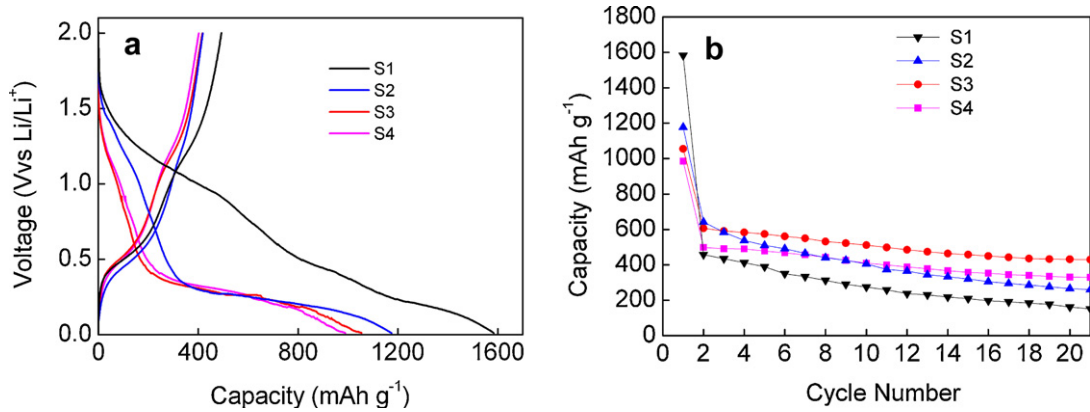 a
2.0
1.5
1.0
0.5
0.0
Voltage (Vvs Li/Li⁺)
S1
S2
S3
S4
0 400 800 1200 1600
Capacity (mAh g⁻¹)
b
1800
1600
1400
1200
1000
800
600
400
200
0
Capacity (mAh g⁻¹)
S1
S2
S3
S4
0 2 4 6 8 10 12 14 16 18 20
Cycle Number